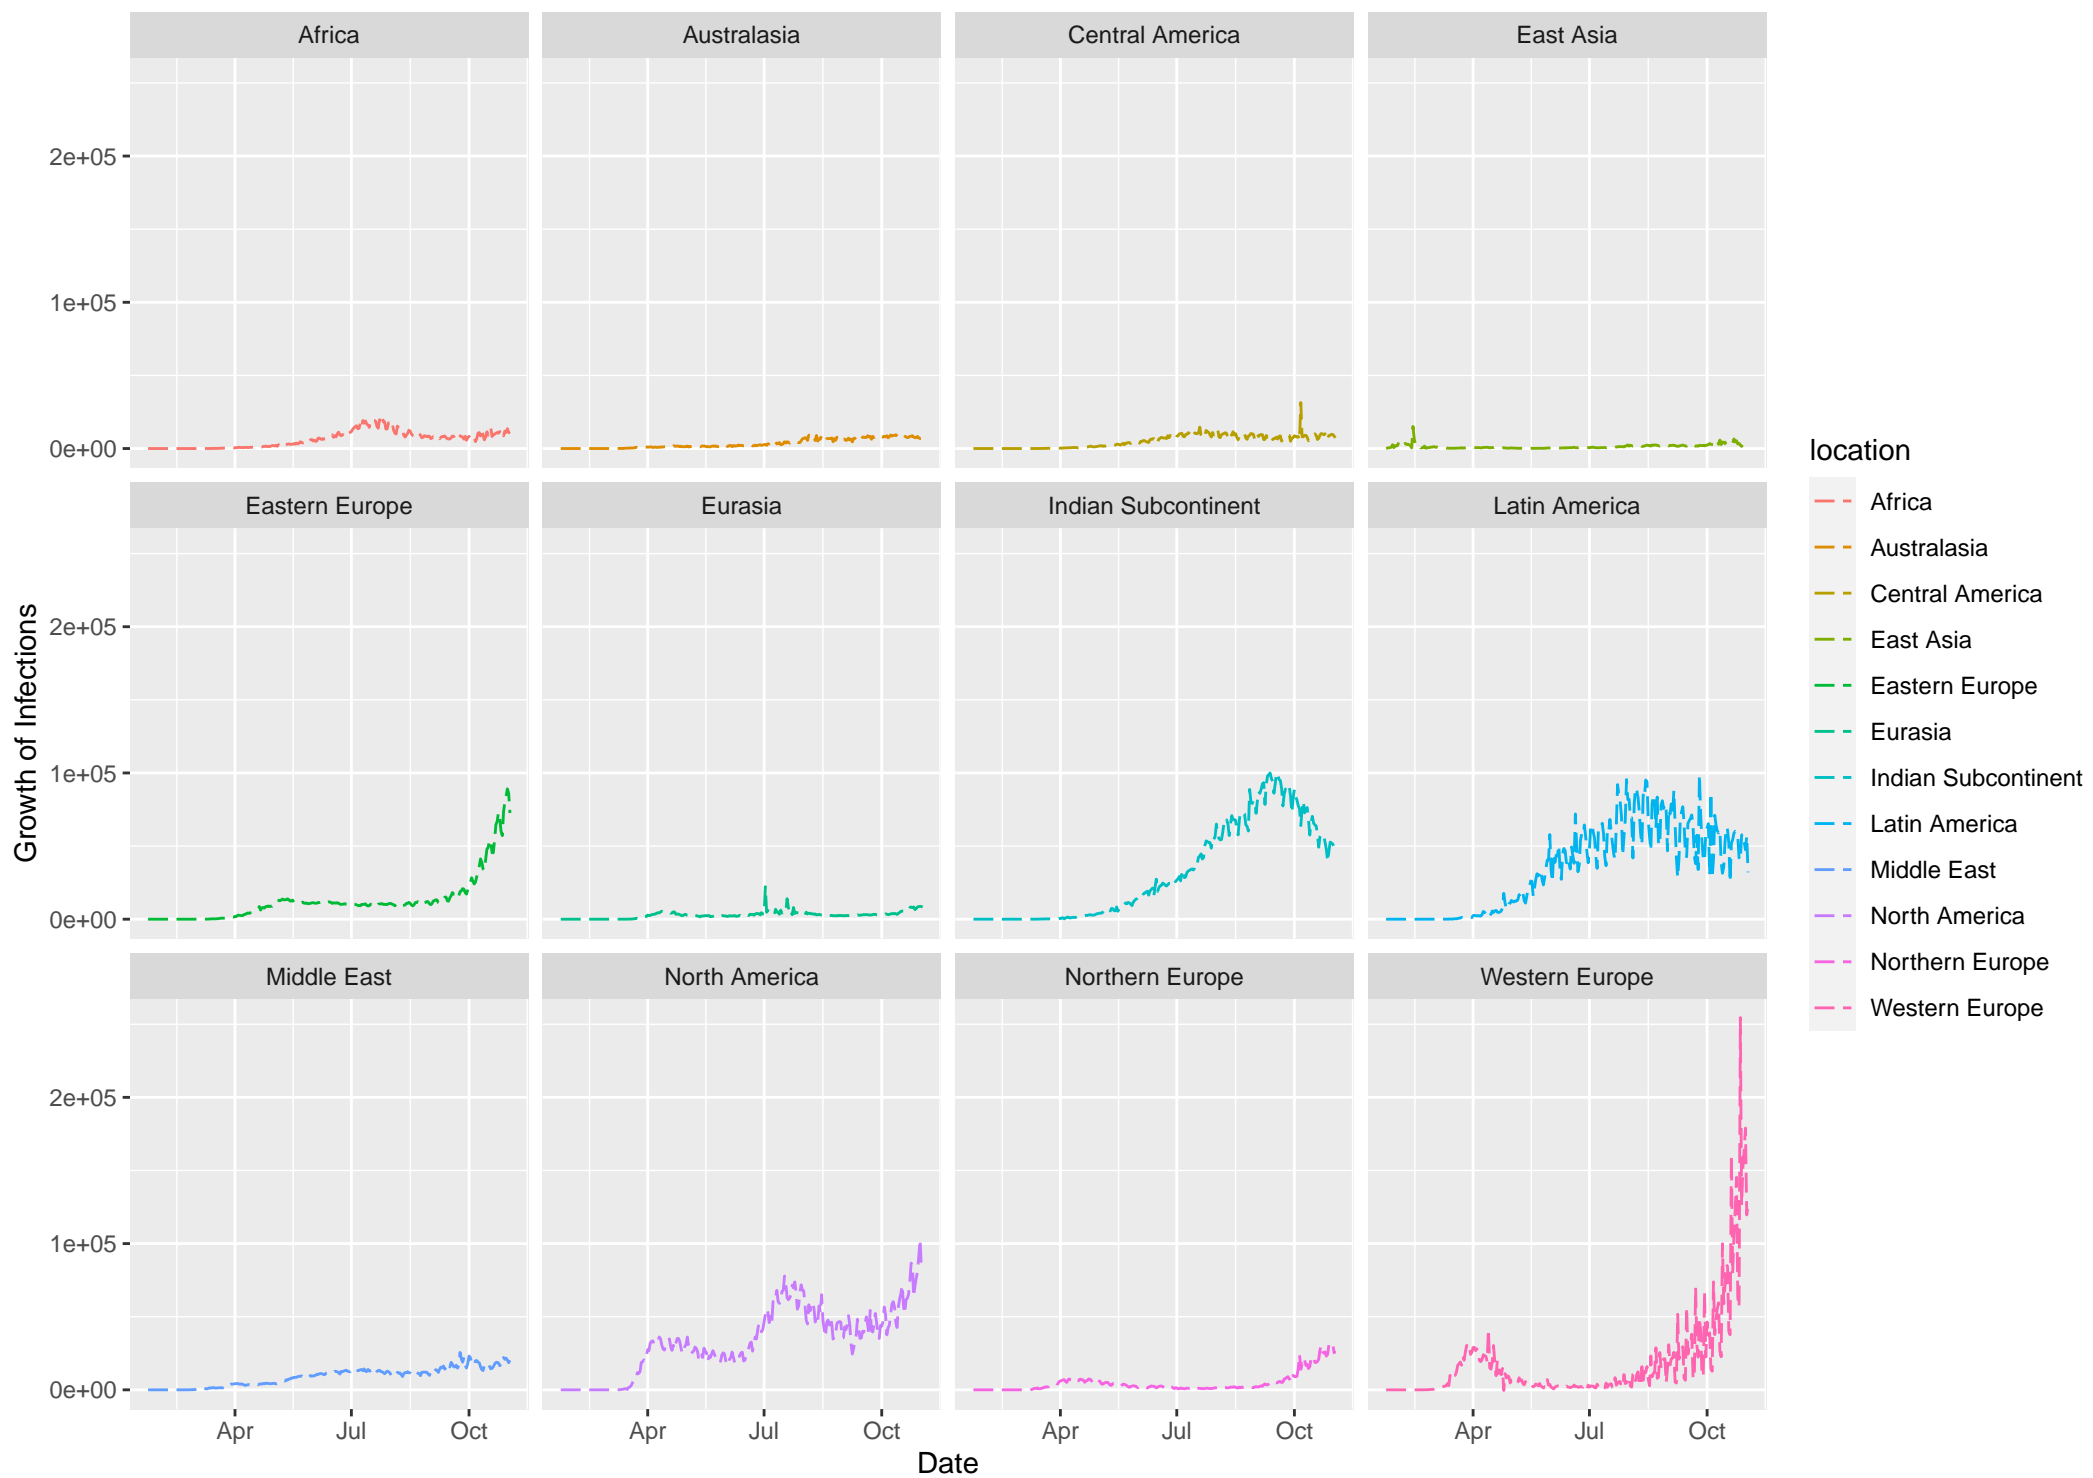 Africa
Australasia
Central America
East Asia
2e+05
1e+05
0e+00
Eastern Europe
Eurasia
Indian Subcontinent
Latin America
2e+05
1e+05
0e+00
Middle East
North America
Northern Europe
Western Europe
2e+05
1e+05
0e+00
Apr
Jul
Oct
Apr
Jul
Oct
Apr
Jul
Oct
Apr
Jul
Oct
Date
Growth of Infections
location
Africa
Australasia
Central America
East Asia
Eastern Europe
Eurasia
Indian Subcontinent
Latin America
Middle East
North America
Northern Europe
Western Europe